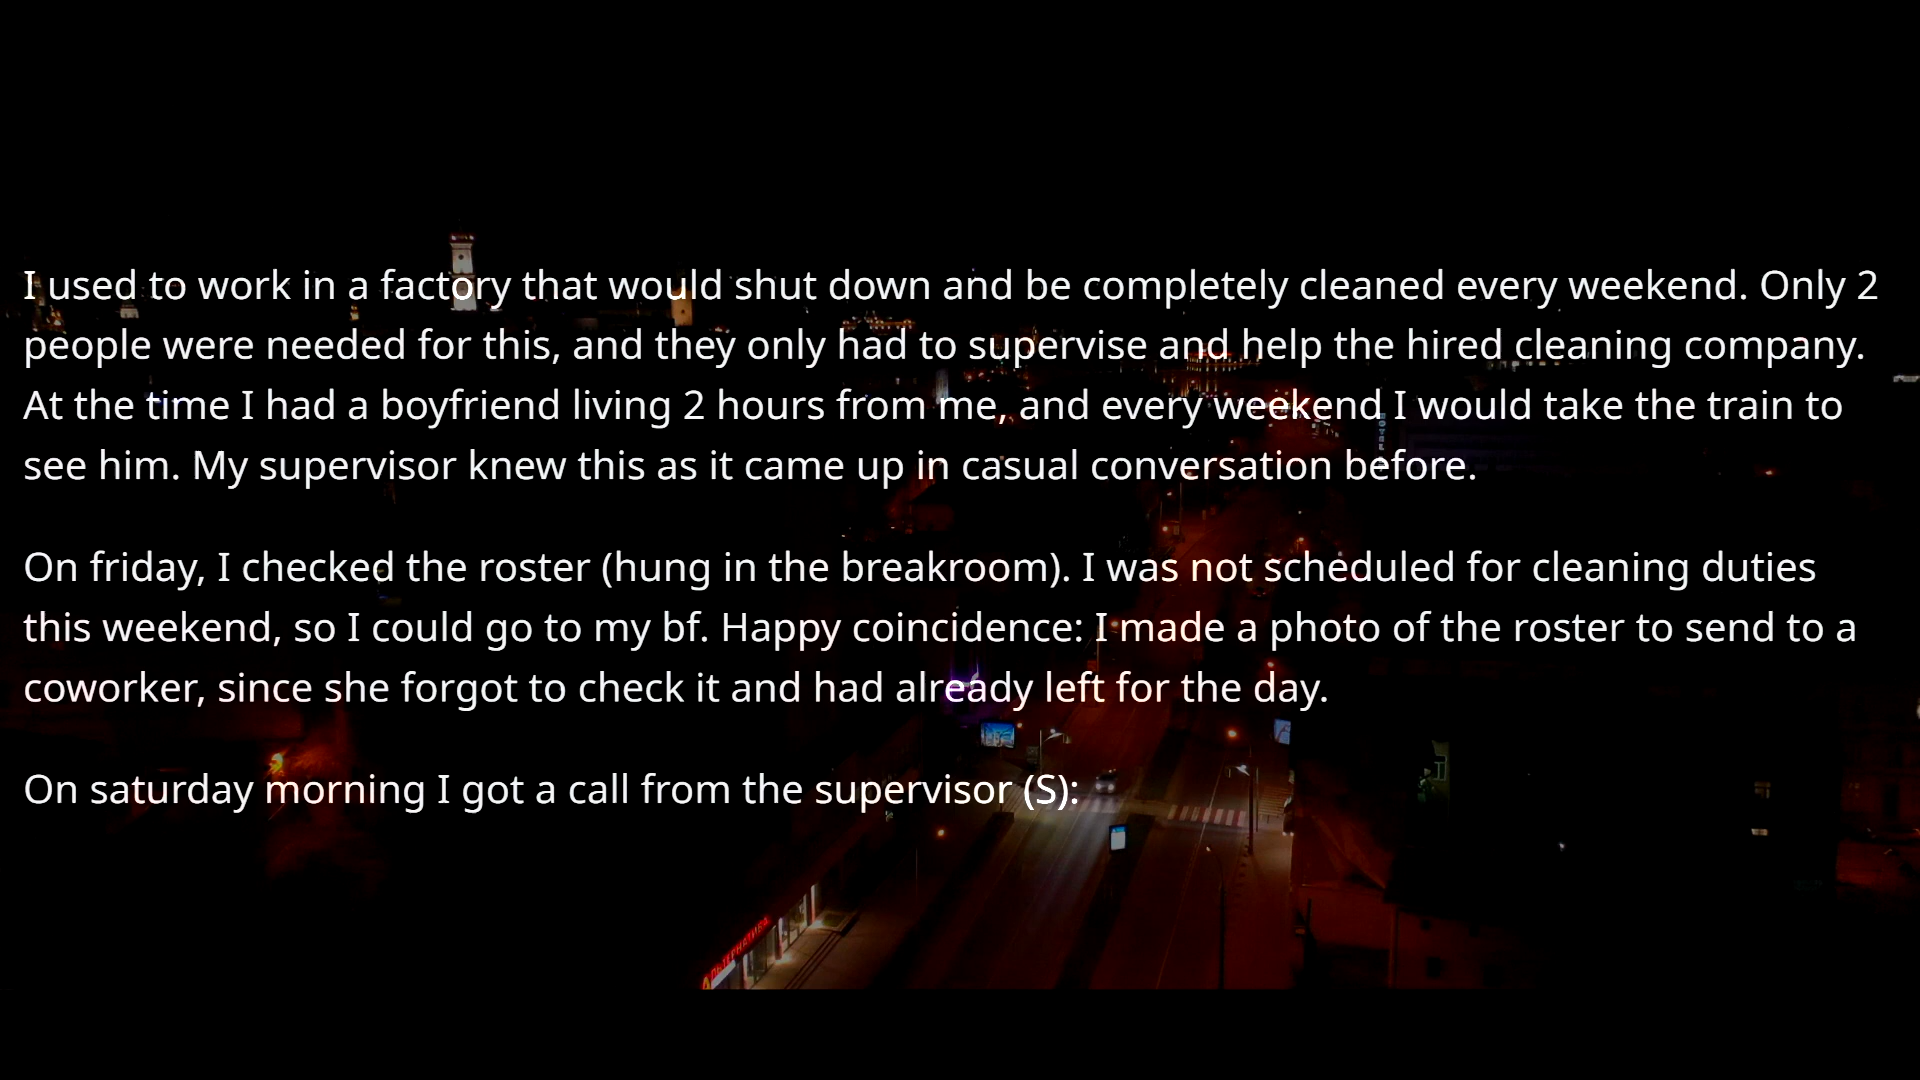 I used to work in a factory that would shut down and be completely cleaned every weekend. Only 2
people were needed for this, and they only had to supervise and help the hired cleaning company.
At the time I had a boyfriend living 2 hours from me, and every weekend I would take the train to
see him. My supervisor knew this as it came up in casual conversation before.
On friday, I checked the roster (hung in the breakroom). I was not scheduled for cleaning duties
this weekend, so I could go to my bf. Happy coincidence: I made a photo of the roster to send to a
coworker, since she forgot to check it and had already left for the day.
On saturday morning I got a call from the supervisor (S):